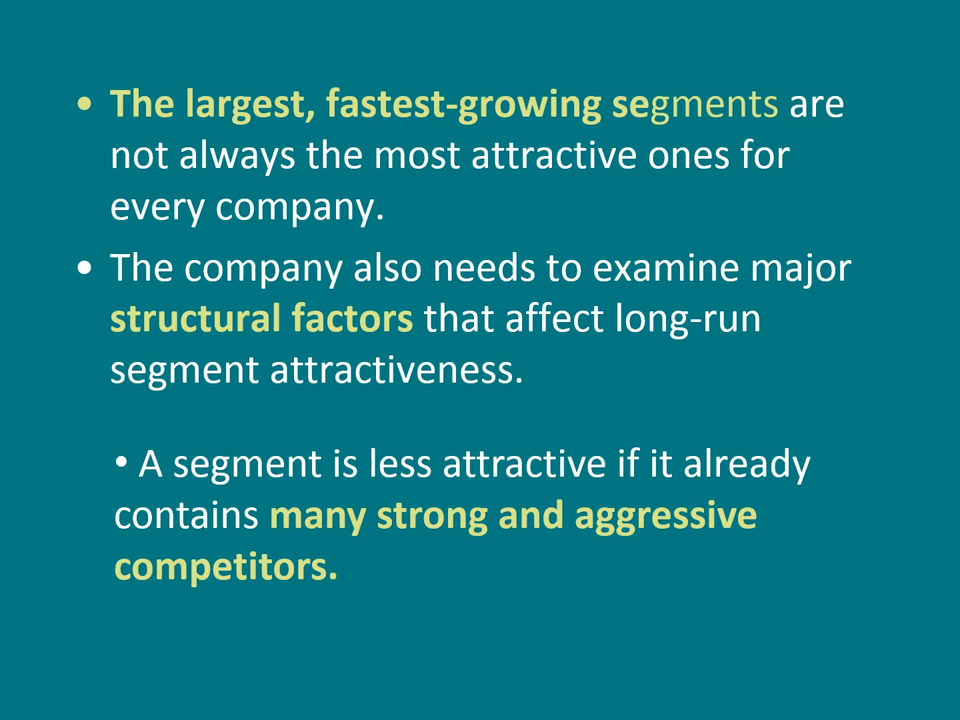 • The largest, fastest-growing segments are
not always the most attractive ones for
every company.
• The company also needs to examine major
structural factors that affect long-run
segment attractiveness.
• A segment is less attractive if it already
contains many strong and aggressive
competitors.